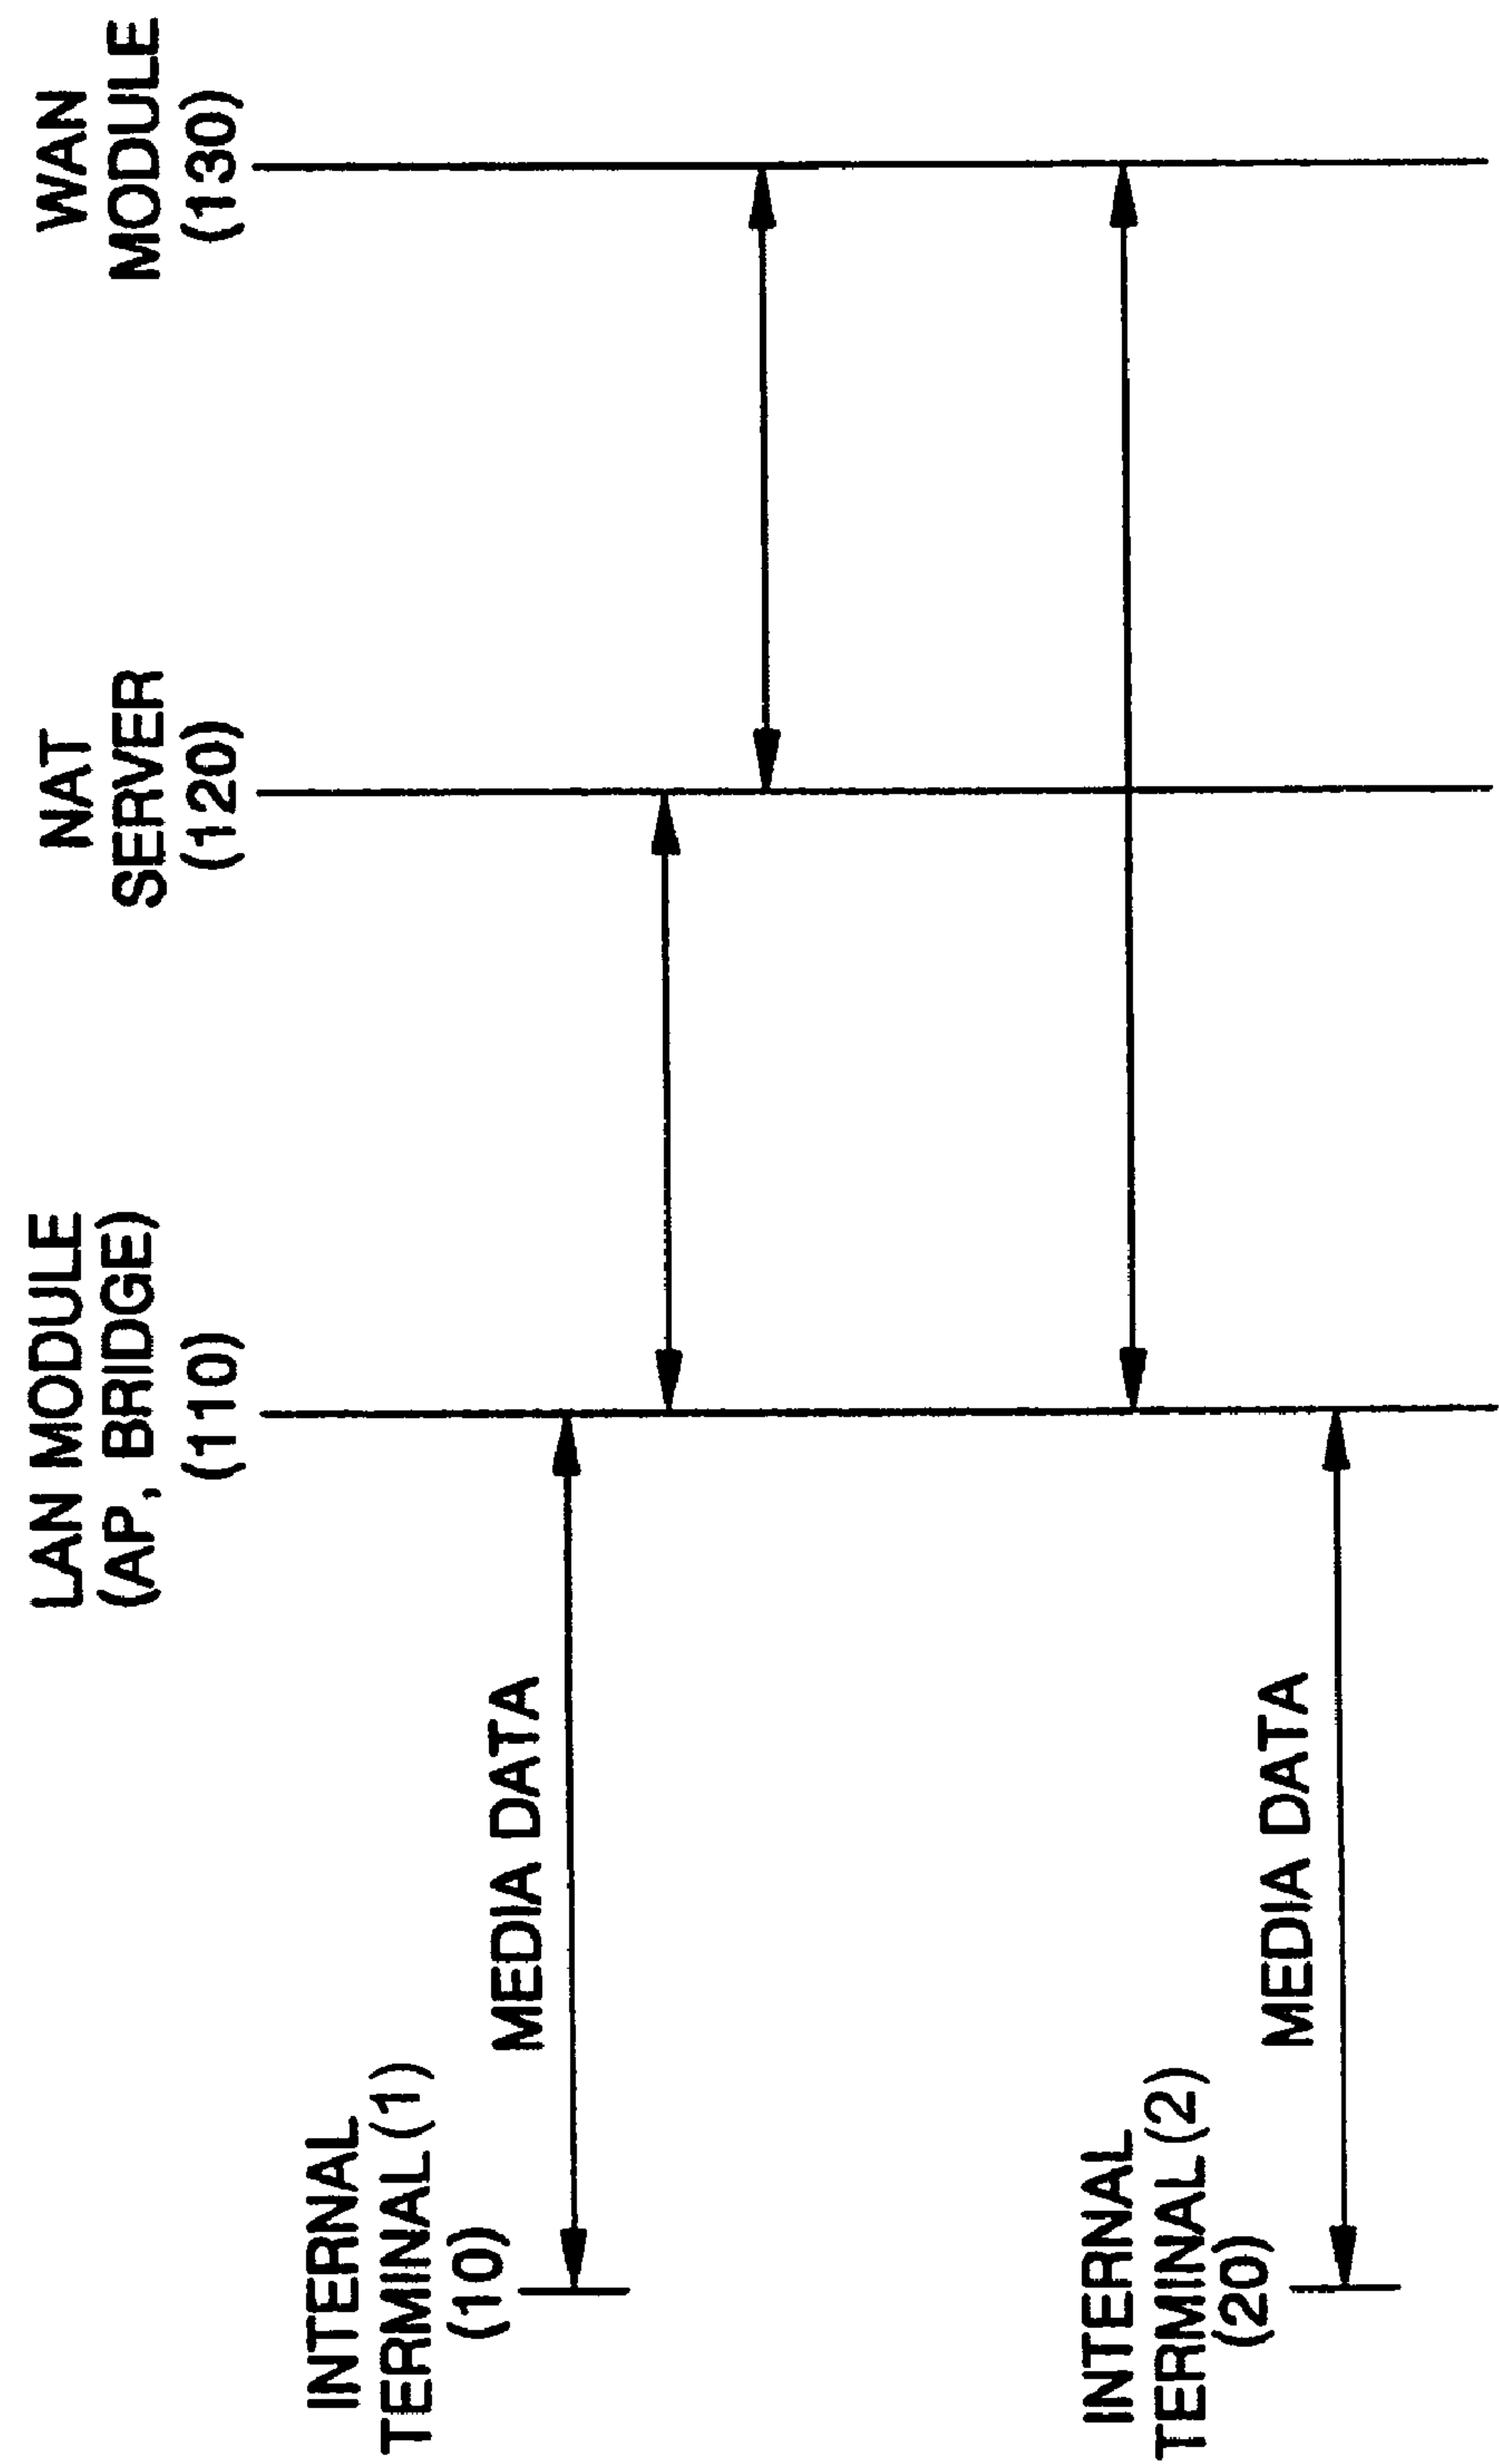 LAN MODULE
(AP, BRIDGE)
(110)
NAT
SERVER
(120)
WAN
MODULE
(130)
INTERNAL
TERMINAL(1)
(10)
MEDIA DATA
INTERNAL
TERMINAL(2)
(20)
MEDIA DATA